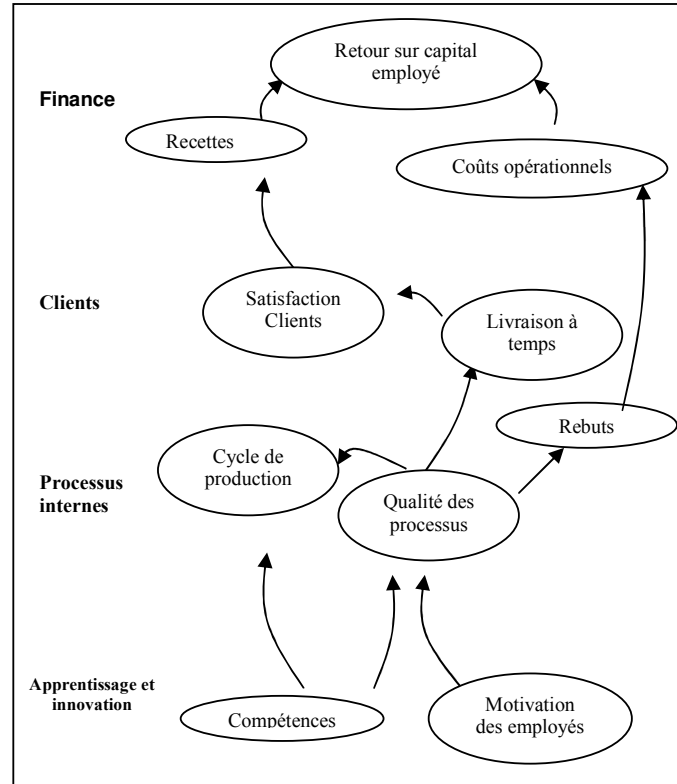 Retour sur capital
employé
Finance
Recettes
Coûts opérationnels
Clients
Satisfaction
Clients
Livraison à
temps
Rebuts
Cycle de
production
Processus
internes
Qualité des
processus
Apprentissage et
innovation
Compétences
Motivation
des employés